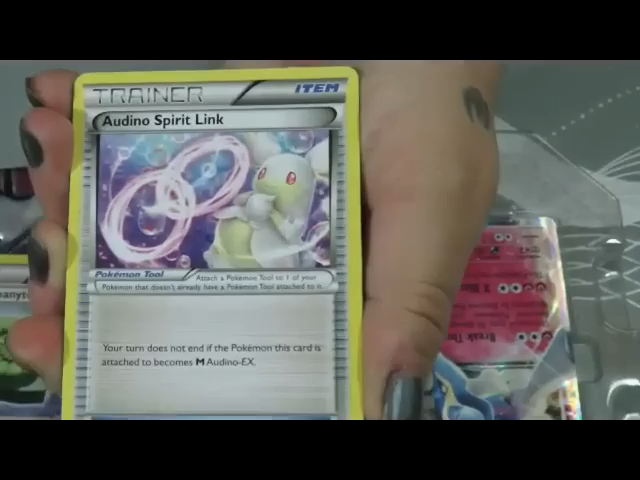 TRAINER
ITEM
Audino Spirit Link
Pokémon Tool
Attach a Pokémon Tool to 1 of your
Pokémon that doesn't already have a Pokémon Tool attached to it.
Your turn does not end if the Pokémon this card is
attached to becomes M Audino-EX.
Break